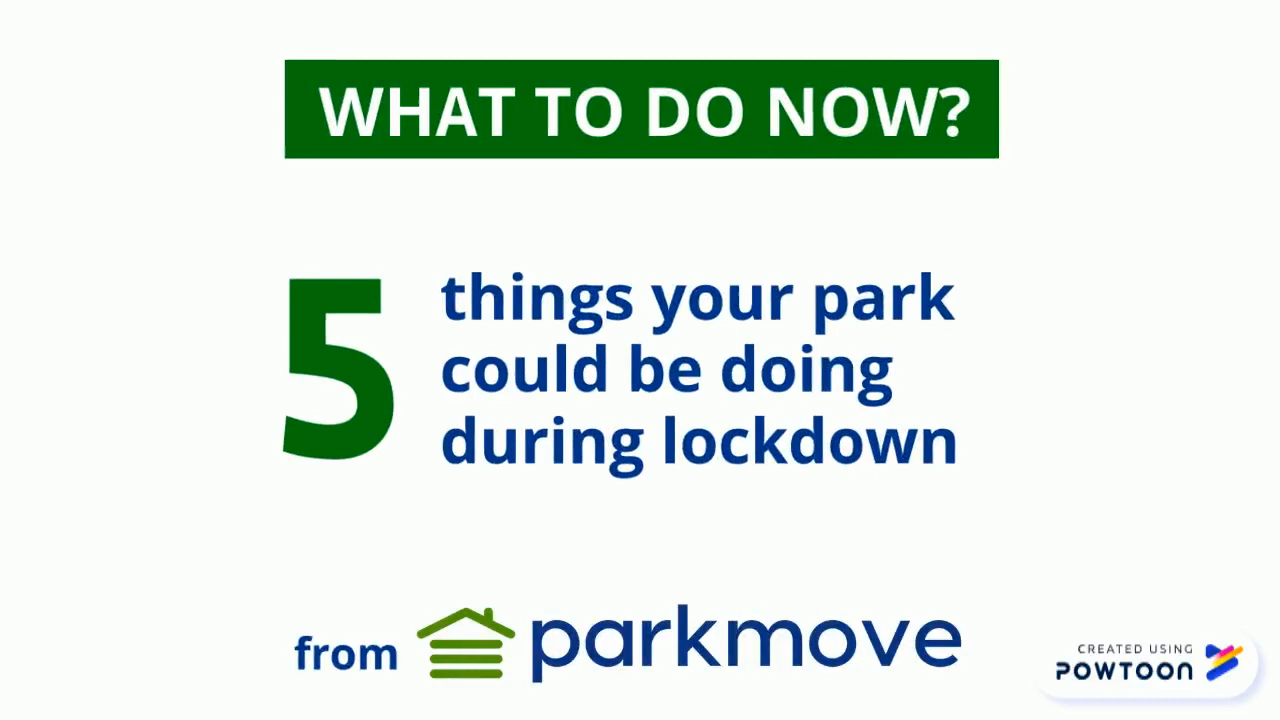 WHAT TO DO NOW?
5
things your park
could be doing
during lockdown
from parkmove
CREATED USING
POWTOON